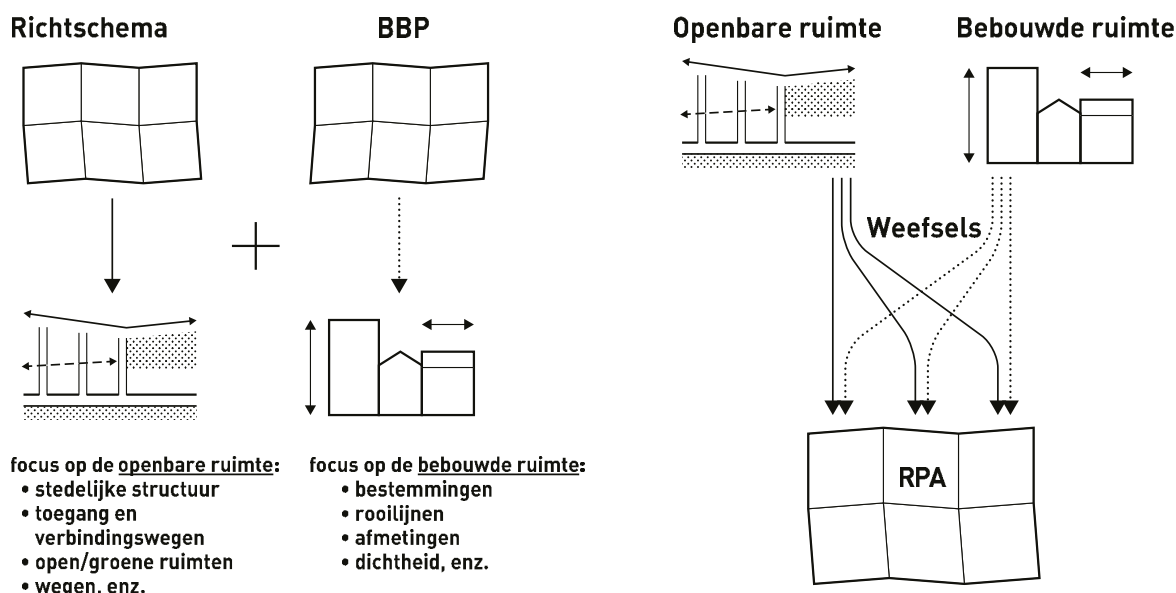 Richtschema
BBP
focus op de openbare ruimte:
• stedelijke structuur
• toegang en
verbindingswegen
• open/groene ruimten
• wegen, enz.
focus op de bebouwde ruimte:
• bestemmingen
• rooilijnen
• afmetingen
• dichtheid, enz.
Openbare ruimte
Bebouwde ruimte
Weefsels
RPA